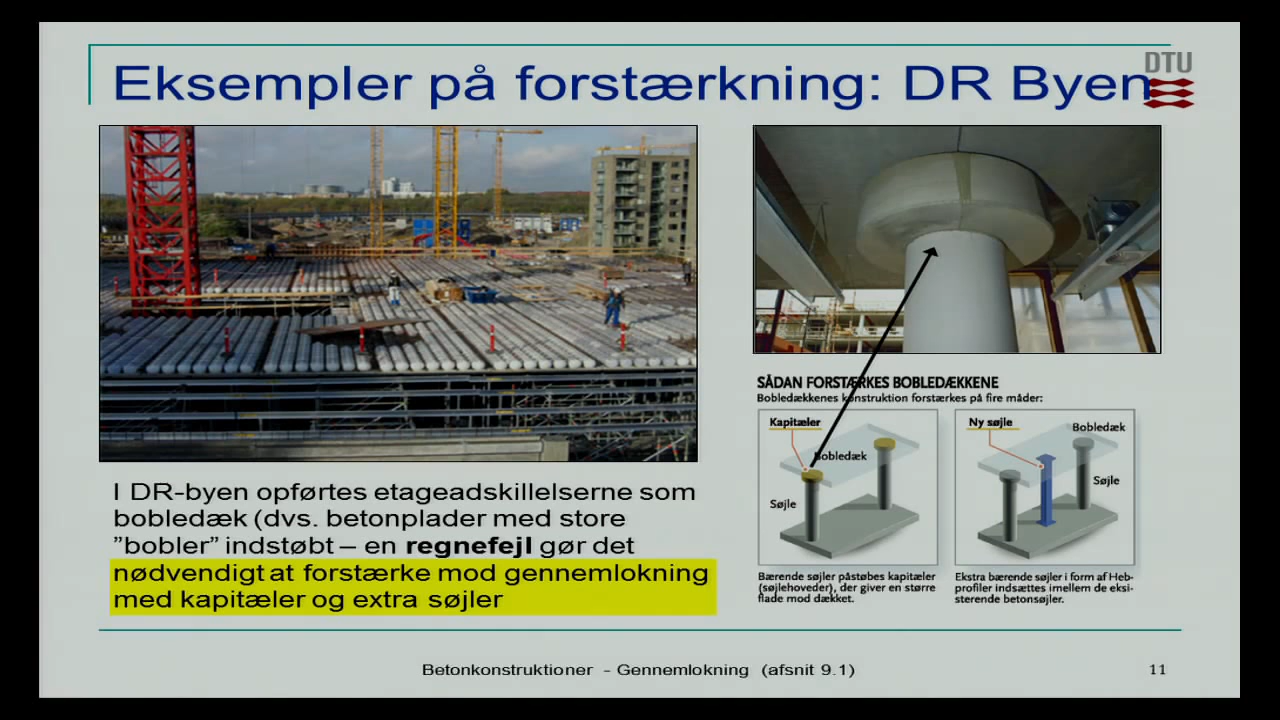 Eksempler på forstærkning: DR Byen
DTU
I DR-byen opførtes etageadskillelserne som
bobledæk (dvs. betonplader med store
”bobler” indstøbt – en regnefejl gør det
nødvendigt at forstærke mod gennemlokning
med kapitæler og extra søjler
SÅDAN FORSTÆRKES BOBLEDÆKKENE
Bobledækkenes konstruktion forstærkes på fire måder:
Kapitæler
Bobledæk
Søjle
Bærende søjler påstøbes kapitæler
(søjlehoveder), der giver en større
flade mod dækket.
Ny søjle
Bobledæk
Søjle
Ekstra bærende søjler i form af Heb-
profiler indsættes imellem de eksi-
sterende betonsøjler.
Betonkonstruktioner - Gennemlokning (afsnit 9.1)
11